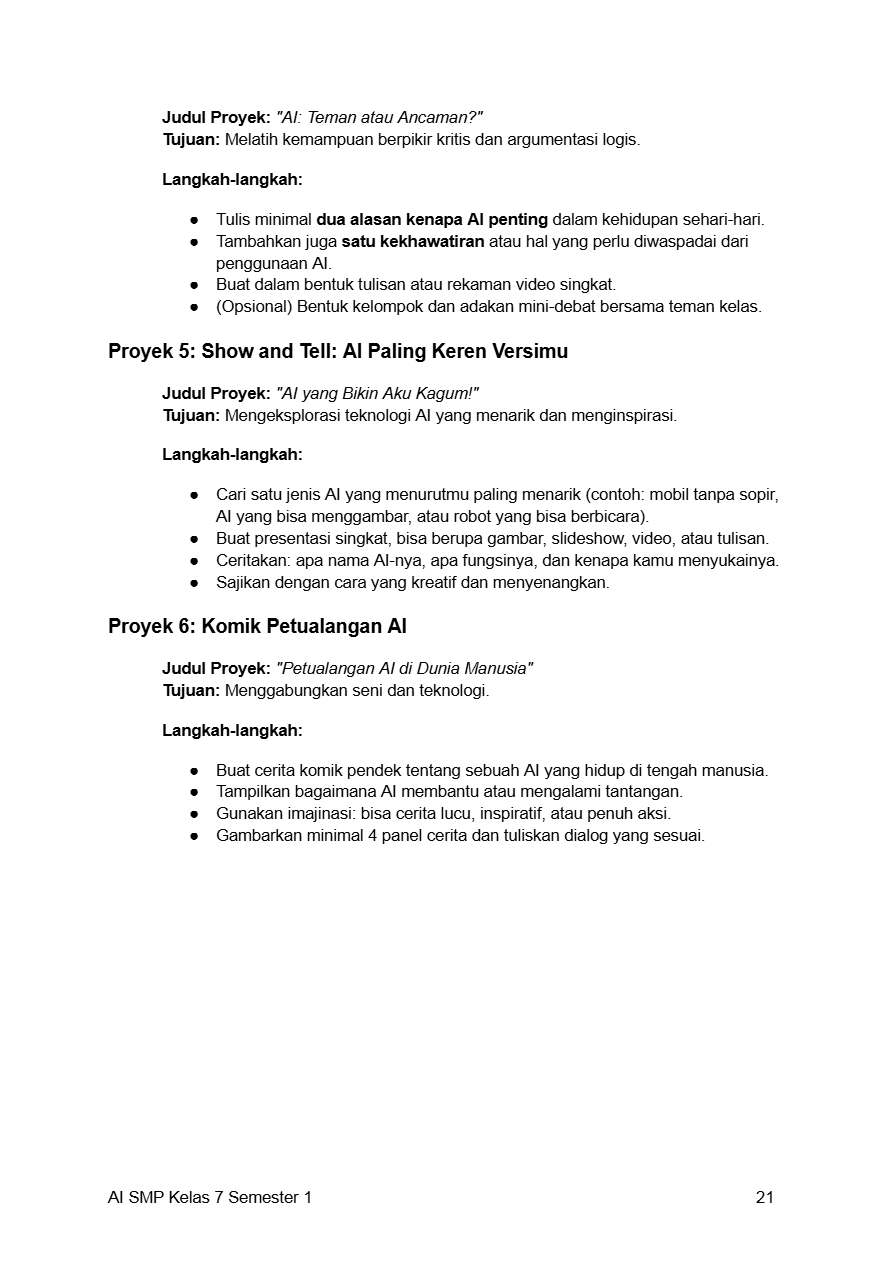 Judul Proyek: "AI: Teman atau Ancaman?"
Tujuan: Melatih kemampuan berpikir kritis dan argumentasi logis.
Langkah-langkah:
● Tulis minimal dua alasan kenapa AI penting dalam kehidupan sehari-hari.
● Tambahkan juga satu kekhawatiran atau hal yang perlu diwaspadai dari
penggunaan AI.
● Buat dalam bentuk tulisan atau rekaman video singkat.
● (Opsional) Bentuk kelompok dan adakan mini-debat bersama teman kelas.
Proyek 5: Show and Tell: AI Paling Keren Versimu
Judul Proyek: "AI yang Bikin Aku Kagum!"
Tujuan: Mengeksplorasi teknologi AI yang menarik dan menginspirasi.
Langkah-langkah:
● Cari satu jenis AI yang menurutmu paling menarik (contoh: mobil tanpa sopir,
AI yang bisa menggambar, atau robot yang bisa berbicara).
● Buat presentasi singkat, bisa berupa gambar, slideshow, video, atau tulisan.
● Ceritakan: apa nama AI-nya, apa fungsinya, dan kenapa kamu menyukainya.
● Sajikan dengan cara yang kreatif dan menyenangkan.
Proyek 6: Komik Petualangan AI
Judul Proyek: "Petualangan AI di Dunia Manusia"
Tujuan: Menggabungkan seni dan teknologi.
Langkah-langkah:
● Buat cerita komik pendek tentang sebuah AI yang hidup di tengah manusia.
● Tampilkan bagaimana AI membantu atau mengalami tantangan.
● Gunakan imajinasi: bisa cerita lucu, inspiratif, atau penuh aksi.
● Gambarkan minimal 4 panel cerita dan tuliskan dialog yang sesuai.
AI SMP Kelas 7 Semester 1 21